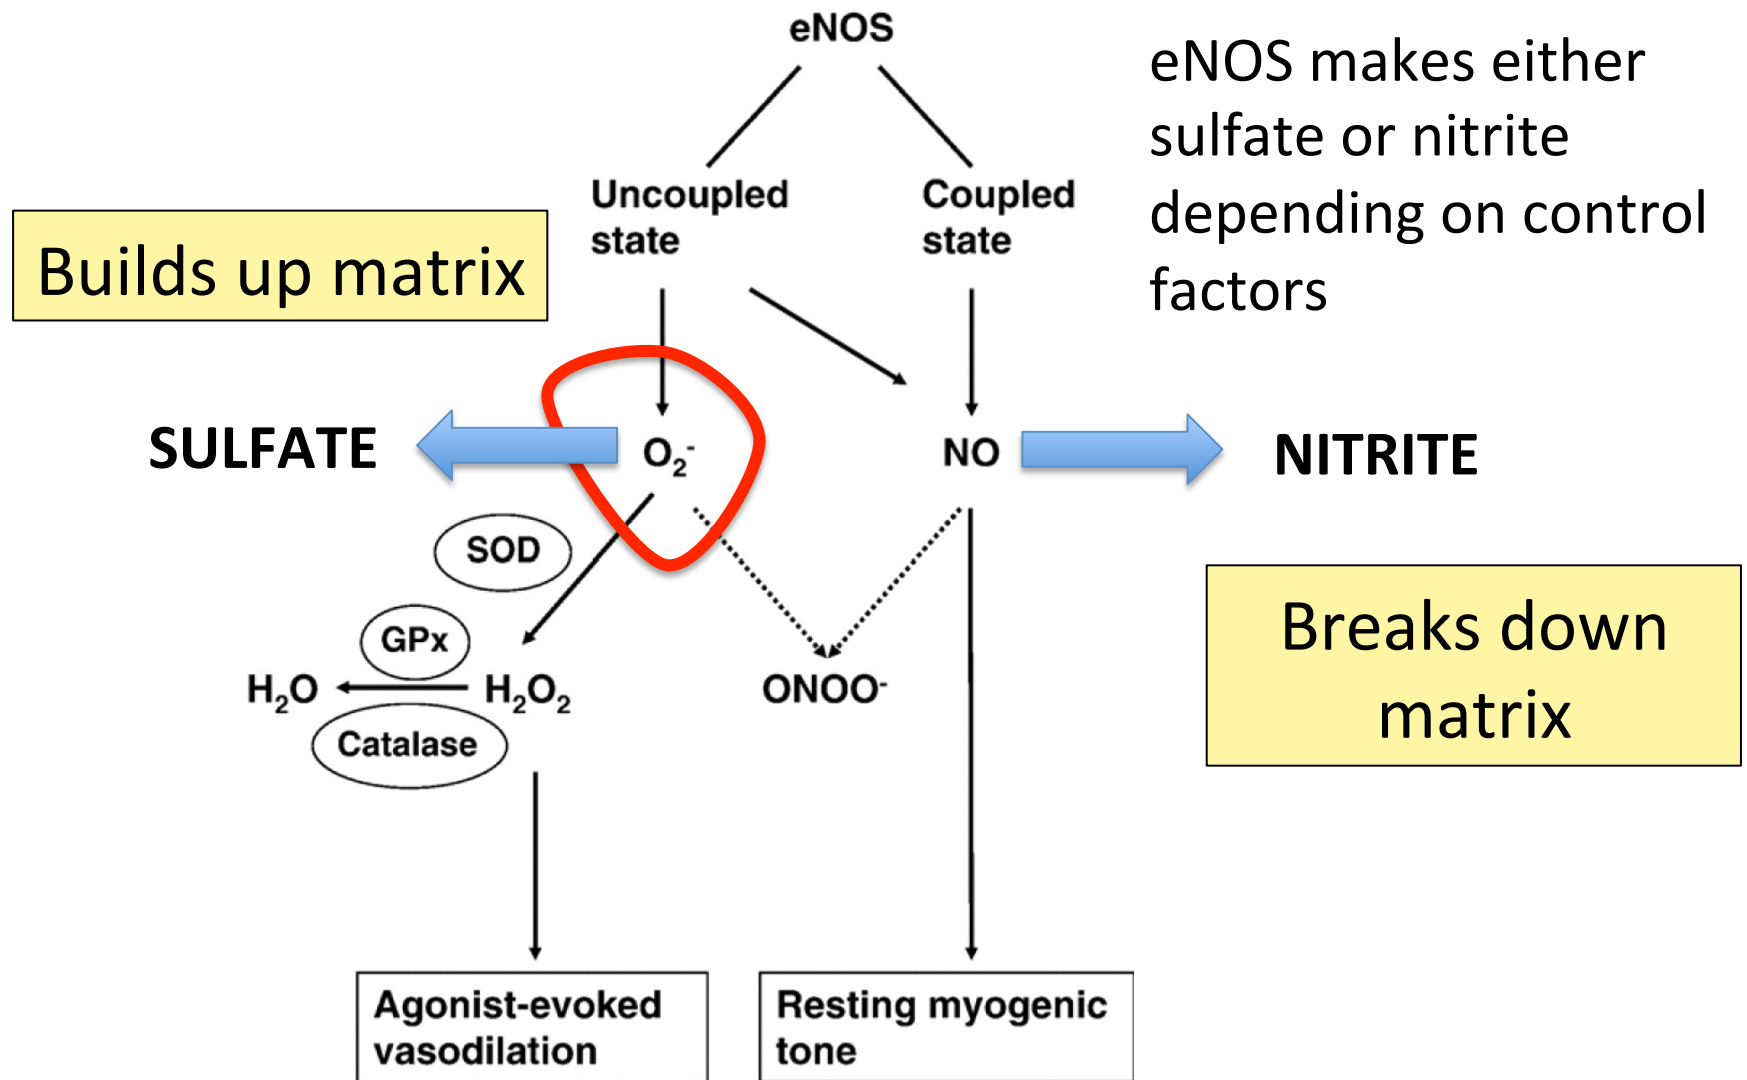 eNOS
eNOS makes either
sulfate or nitrite
depending on control
factors
Uncoupled
state
Coupled
state
Builds up matrix
SULFATE
O₂⁻
NO
NITRITE
SOD
GPx
H₂O
H₂O₂
Catalase
ONOO⁻
Breaks down
matrix
Agonist-evoked
vasodilation
Resting myogenic
tone